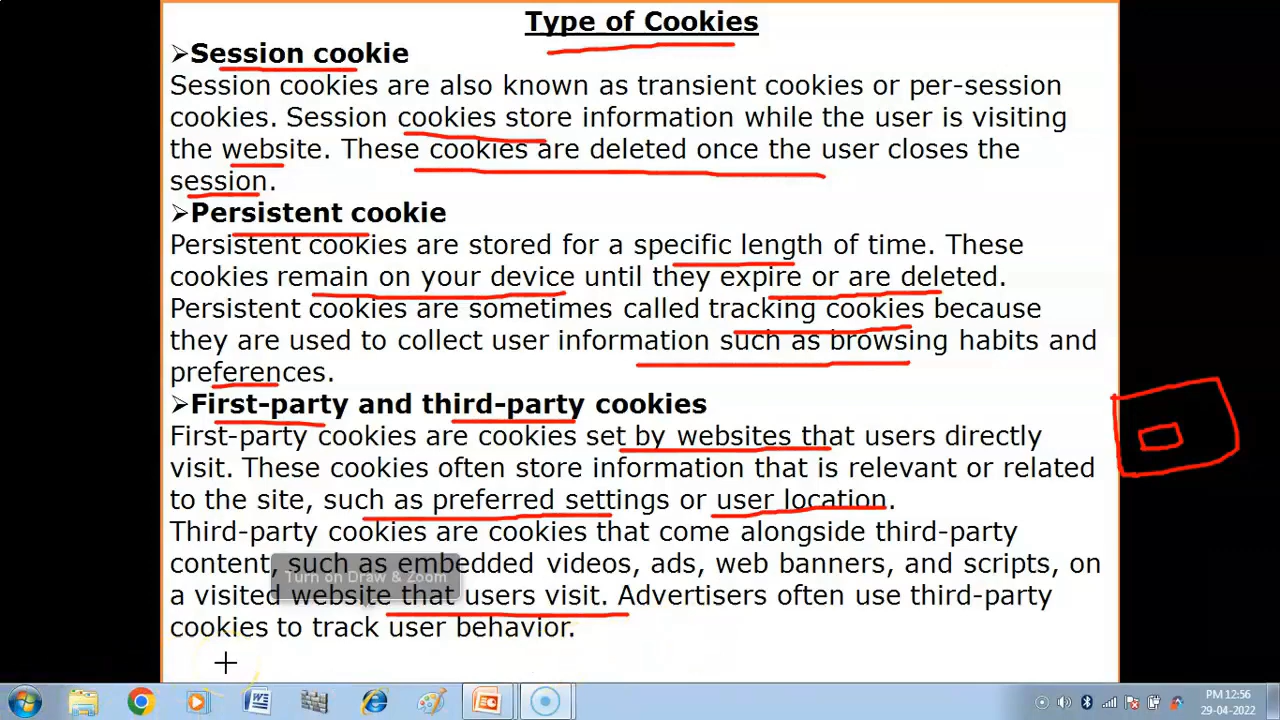 Type of Cookies
➢Session cookie
Session cookies are also known as transient cookies or per-session
cookies. Session cookies store information while the user is visiting
the website. These cookies are deleted once the user closes the
session.
➢Persistent cookie
Persistent cookies are stored for a specific length of time. These
cookies remain on your device until they expire or are deleted.
Persistent cookies are sometimes called tracking cookies because
they are used to collect user information such as browsing habits and
preferences.
➢First-party and third-party cookies
First-party cookies are cookies set by websites that users directly
visit. These cookies often store information that is relevant or related
to the site, such as preferred settings or user location.
Third-party cookies are cookies that come alongside third-party
content, such as embedded videos, ads, web banners, and scripts, on
Turn on Draw & Zoom
a visited website that users visit. Advertisers often use third-party
cookies to track user behavior.
PM 12:56
29-04-2022